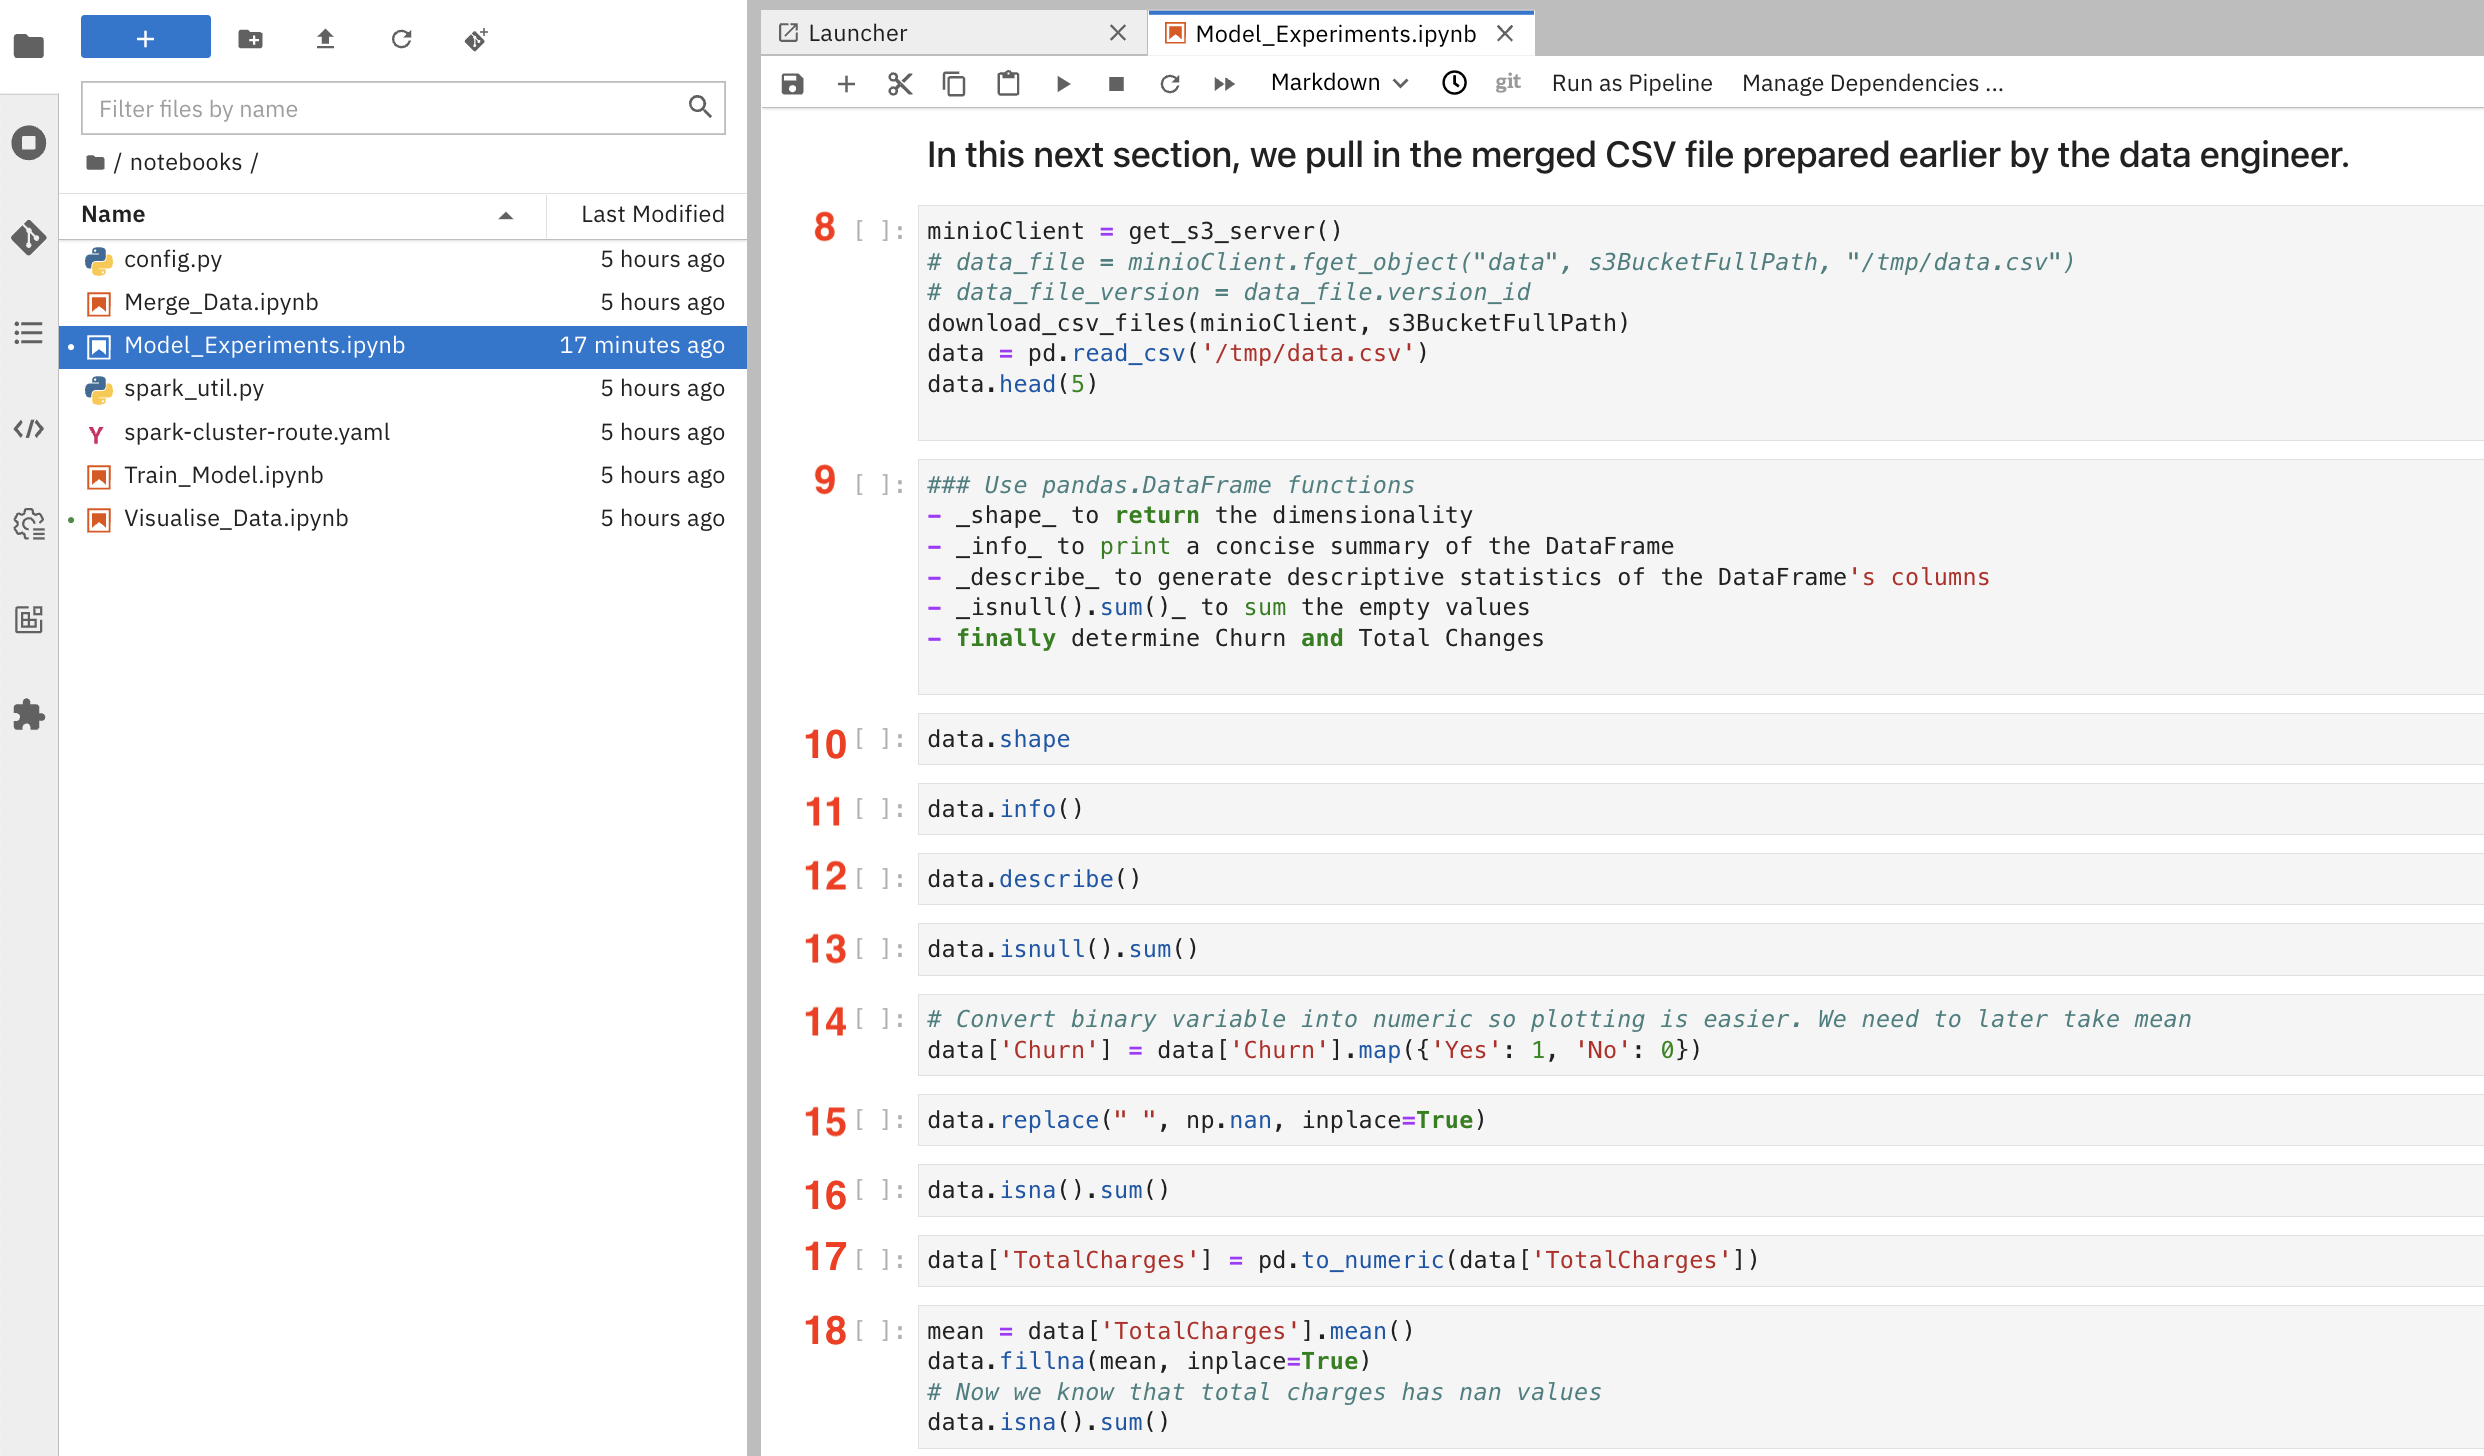 Filter files by name
/ notebooks /
Name Last Modified
config.py 5 hours ago
Merge_Data.ipynb 5 hours ago
Model_Experiments.ipynb 17 minutes ago
spark_util.py 5 hours ago
Y spark-cluster-route.yaml 5 hours ago
Train_Model.ipynb 5 hours ago
Visualise_Data.ipynb 5 hours ago
Launcher
Model_Experiments.ipynb
Markdown git Run as Pipeline Manage Dependencies ...
In this next section, we pull in the merged CSV file prepared earlier by the data engineer.
8 [ ]: minioClient = get_s3_server()
# data_file = minioClient.fget_object("data", s3BucketFullPath, "/tmp/data.csv")
# data_file_version = data_file.version_id
download_csv_files(minioClient, s3BucketFullPath)
data = pd.read_csv('/tmp/data.csv')
data.head(5)
9 [ ]: ### Use pandas.DataFrame functions
- _shape_ to return the dimensionality
- _info_ to print a concise summary of the DataFrame
- _describe_ to generate descriptive statistics of the DataFrame's columns
- _isnull().sum()_ to sum the empty values
- finally determine Churn and Total Changes
10 [ ]: data.shape
11 [ ]: data.info()
12 [ ]: data.describe()
13 [ ]: data.isnull().sum()
14 [ ]: # Convert binary variable into numeric so plotting is easier. We need to later take mean
data['Churn'] = data['Churn'].map({'Yes': 1, 'No': 0})
15 [ ]: data.replace(" ", np.nan, inplace=True)
16 [ ]: data.isna().sum()
17 [ ]: data['TotalCharges'] = pd.to_numeric(data['TotalCharges'])
18 [ ]: mean = data['TotalCharges'].mean()
data.fillna(mean, inplace=True)
# Now we know that total charges has nan values
data.isna().sum()